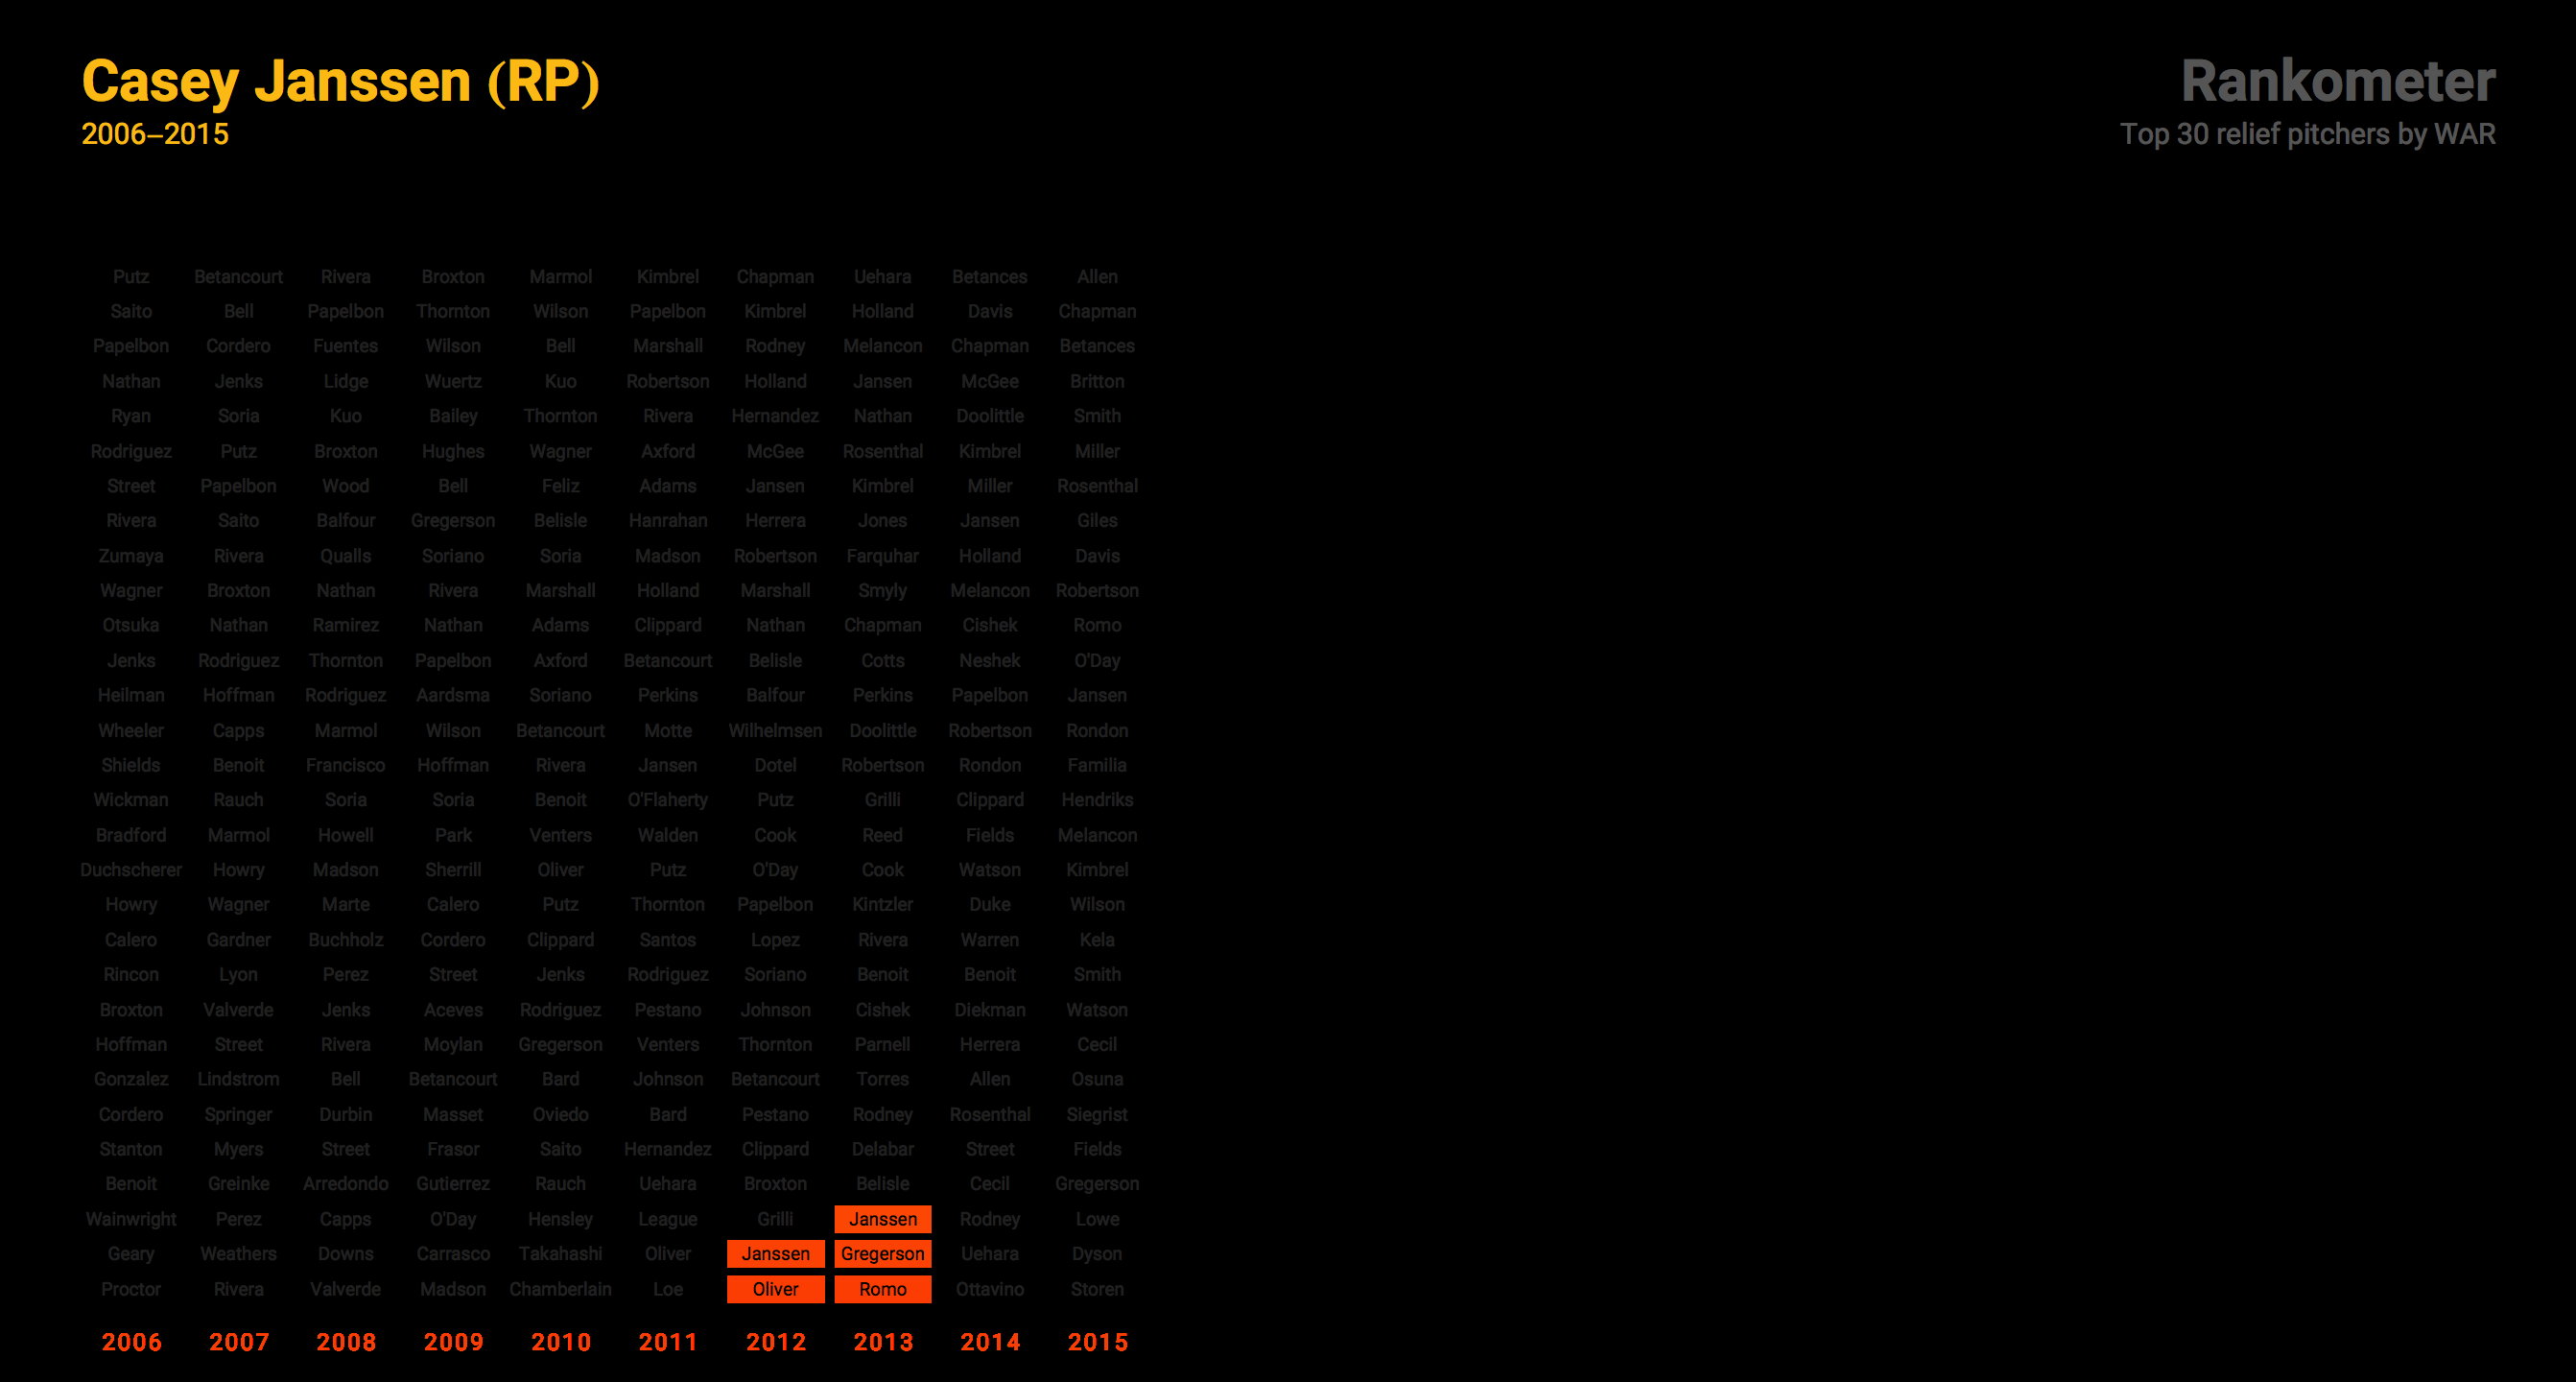 Casey Janssen (RP)
2006–2015
Rankometer
Top 30 relief pitchers by WAR
Putz Betancourt Rivera Broxton Marmol Kimbrel Chapman Uehara Betances Allen
Saito Bell Papelbon Thornton Wilson Papelbon Kimbrel Holland Davis Chapman
Papelbon Cordero Fuentes Wilson Bell Marshall Rodney Melancon Chapman Betances
Nathan Jenks Lidge Wuertz Kuo Robertson Holland Jansen McGee Britton
Ryan Soria Kuo Bailey Thornton Rivera Hernandez Nathan Doolittle Smith
Rodriguez Putz Broxton Hughes Wagner Axford McGee Rosenthal Kimbrel Miller
Street Papelbon Wood Bell Feliz Adams Jansen Kimbrel Miller Rosenthal
Rivera Saito Balfour Gregerson Belisle Hanrahan Herrera Jones Jansen Giles
Zumaya Rivera Qualls Soriano Soria Madson Robertson Farquhar Holland Davis
Wagner Broxton Nathan Rivera Marshall Holland Marshall Smyly Melancon Robertson
Otsuka Nathan Ramirez Nathan Adams Clippard Nathan Chapman Cishek Romo
Jenks Rodriguez Thornton Papelbon Axford Betancourt Belisle Cotts Neshek O'Day
Heilman Hoffman Rodriguez Aardsma Soriano Perkins Balfour Perkins Papelbon Jansen
Wheeler Capps Marmol Wilson Betancourt Motte Wilhelmsen Doolittle Robertson Rondon
Shields Benoit Francisco Hoffman Rivera Jansen Dotel Robertson Rondon Familia
Wickman Rauch Soria Soria Benoit O'Flaherty Putz Grilli Clippard Hendriks
Bradford Marmol Howell Park Venters Walden Cook Reed Fields Melancon
Duchscherer Howry Madson Sherrill Oliver Putz O'Day Cook Watson Kimbrel
Howry Wagner Marte Calero Putz Thornton Papelbon Kintzler Duke Wilson
Calero Gardner Buchholz Cordero Clippard Santos Lopez Rivera Warren Kela
Rincon Lyon Perez Street Jenks Rodriguez Soriano Benoit Benoit Smith
Broxton Valverde Jenks Aceves Rodriguez Pestano Johnson Cishek Diekman Watson
Hoffman Street Rivera Moylan Gregerson Venters Thornton Parnell Herrera Cecil
Gonzalez Lindstrom Bell Betancourt Bard Johnson Betancourt Torres Allen Osuna
Cordero Springer Durbin Masset Oviedo Bard Pestano Rodney Rosenthal Siegrist
Stanton Myers Street Frasor Saito Hernandez Clippard Delabar Street Fields
Benoit Greinke Arredondo Gutierrez Rauch Uehara Broxton Belisle Cecil Gregerson
Wainwright Perez Capps O'Day Hensley League Grilli Janssen Rodney Lowe
Geary Weathers Downs Carrasco Takahashi Oliver Janssen Gregerson Uehara Dyson
Proctor Rivera Valverde Madson Chamberlain Loe Oliver Romo Ottavino Storen
2006 2007 2008 2009 2010 2011 2012 2013 2014 2015